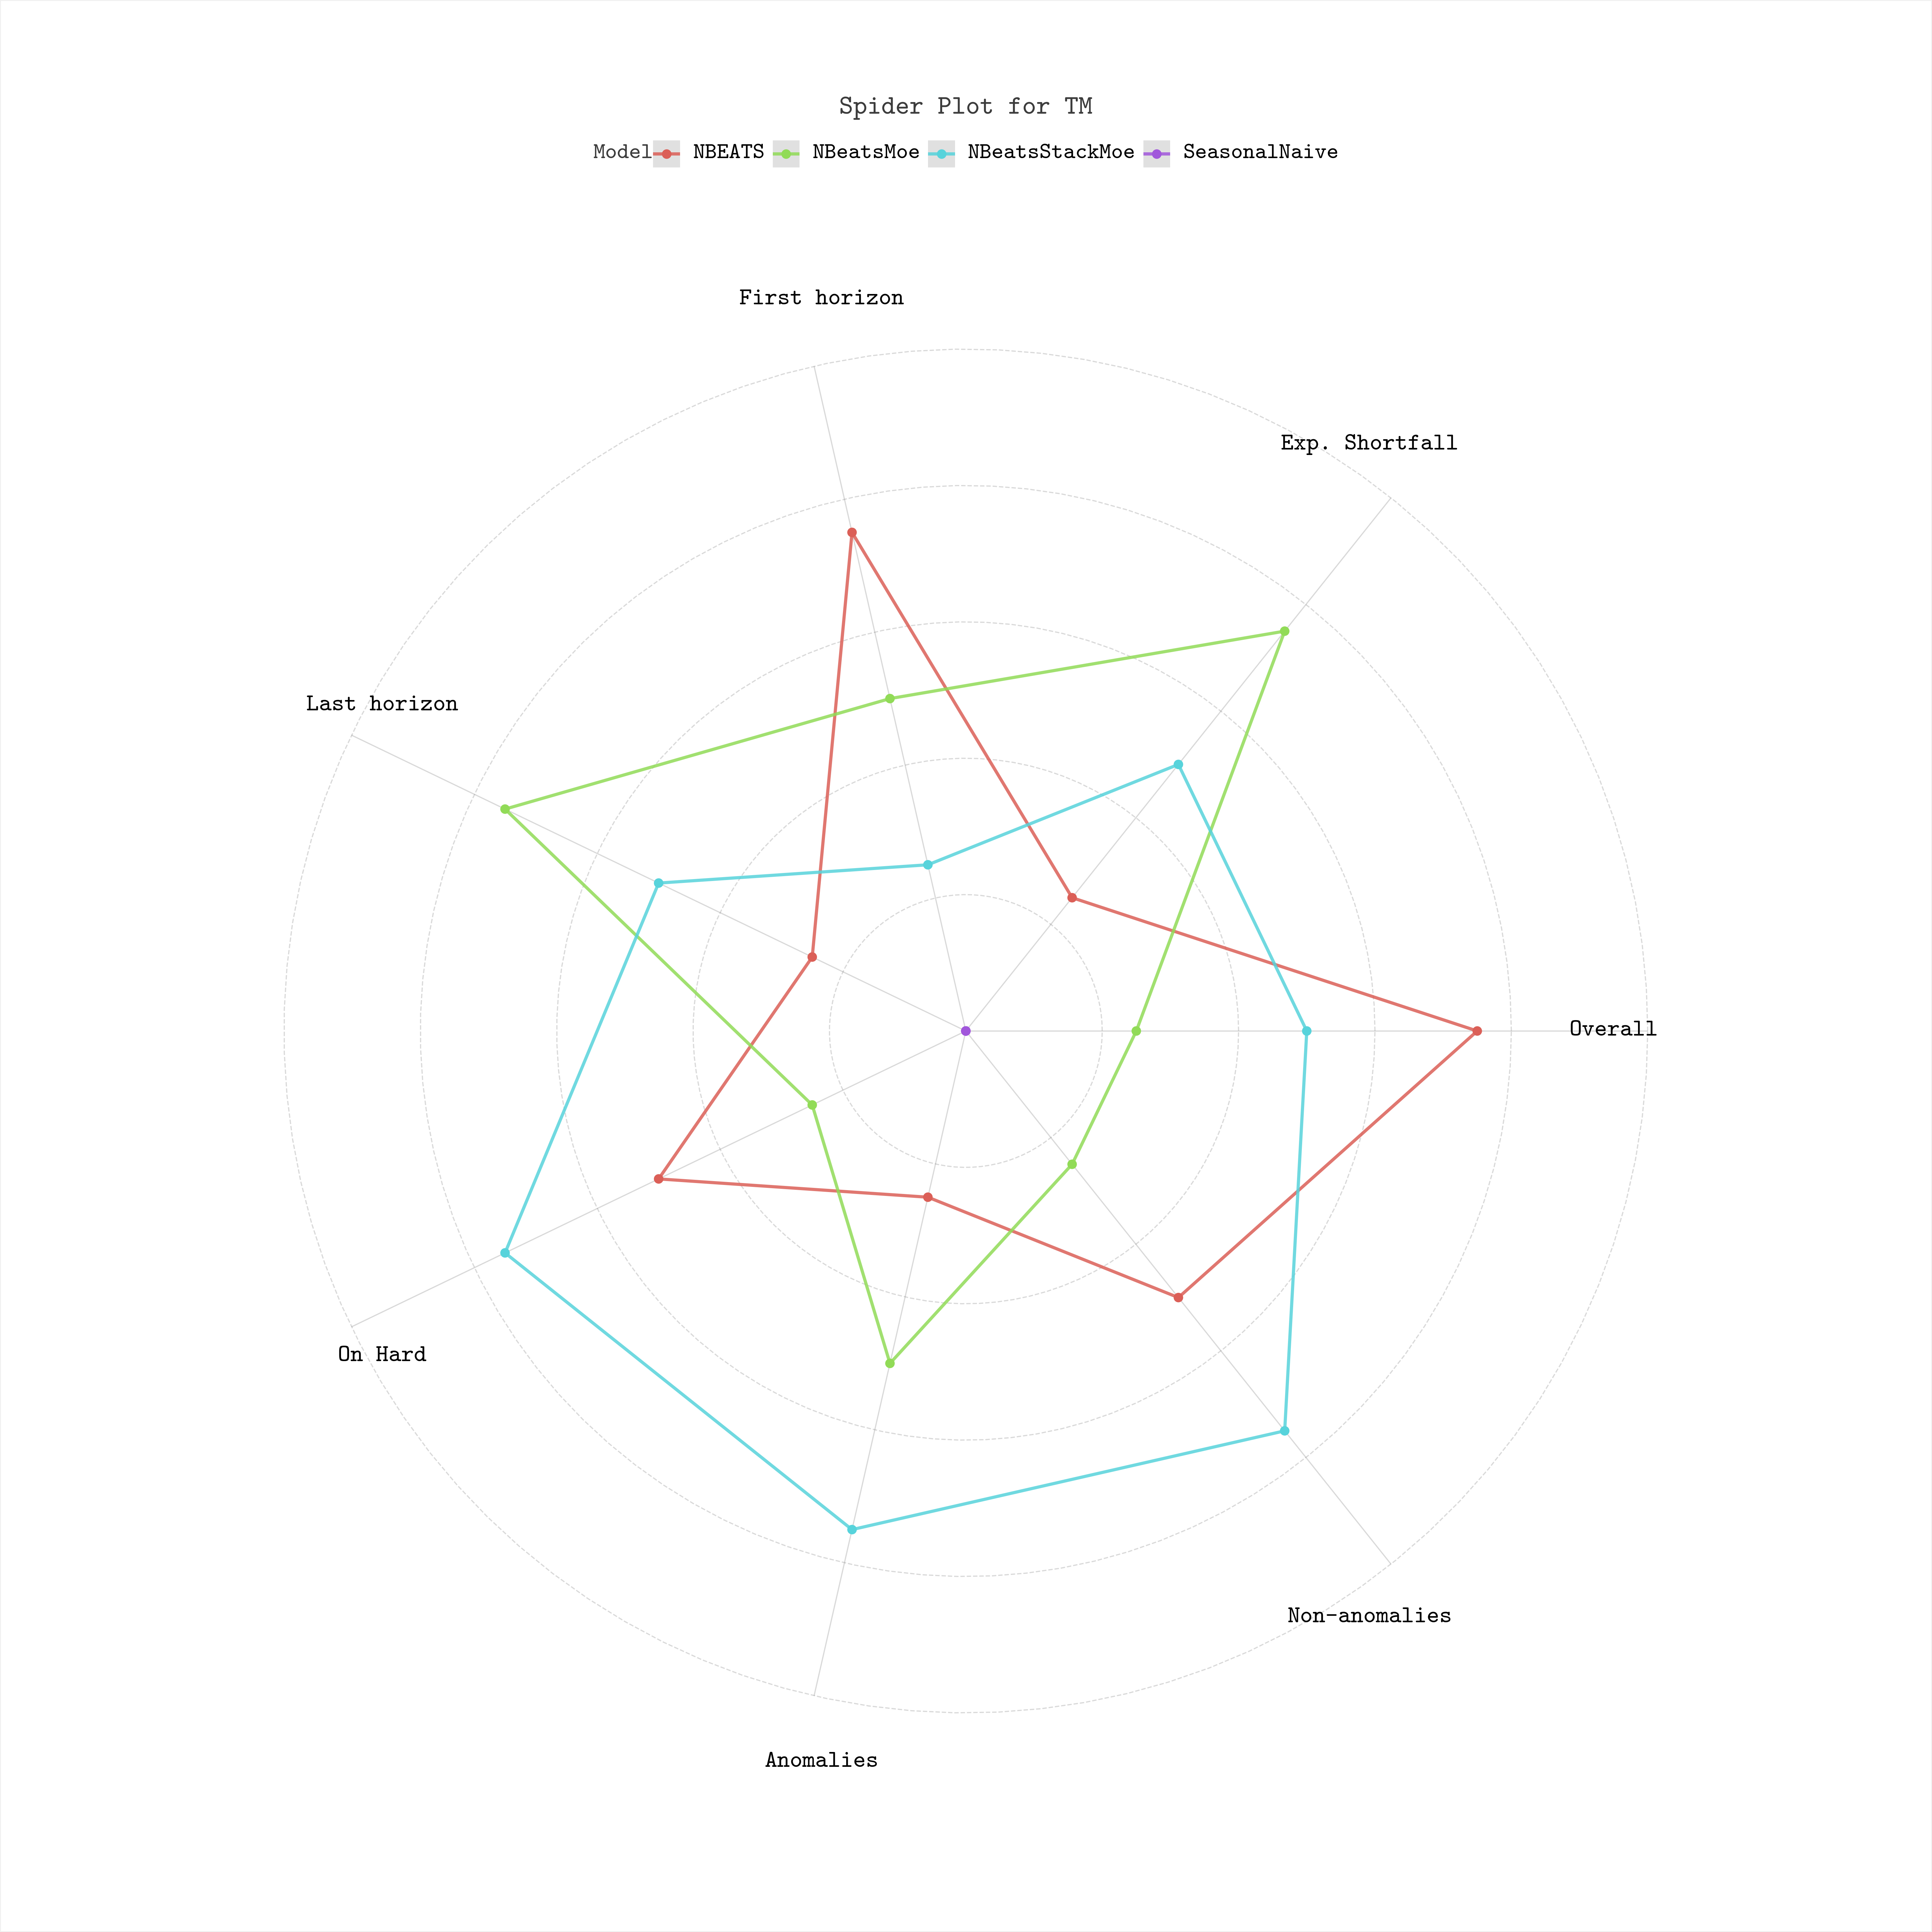 Spider Plot for TM
Model NBEATS NBeatsMoe NBeatsStackMoe SeasonalNaive
First horizon
Exp. Shortfall
Last horizon
Overall
On Hard
Non-anomalies
Anomalies